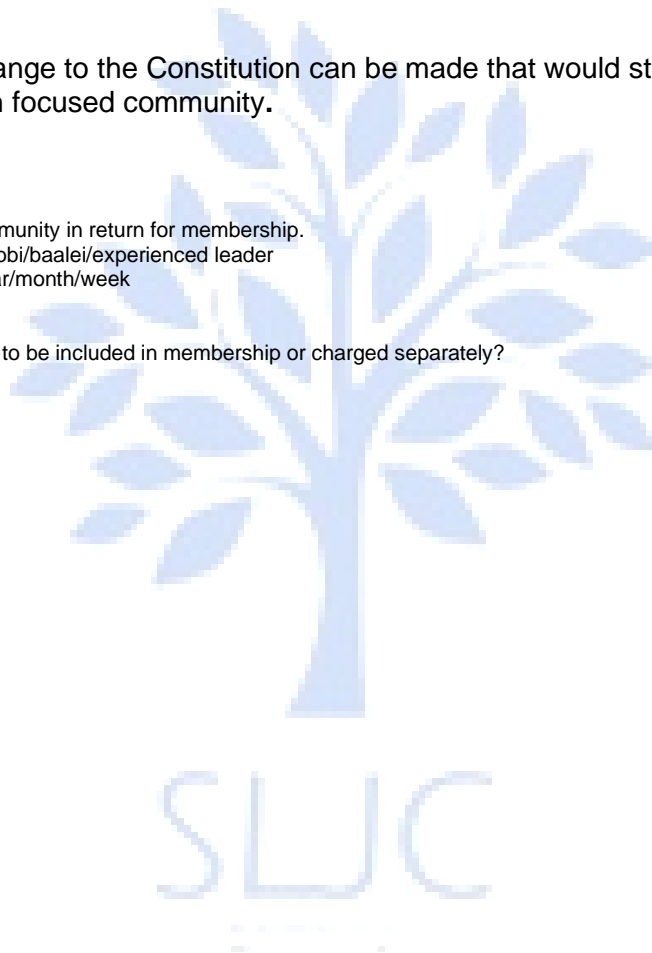 ange to the Constitution can be made that would st
focused community.
munity in return for membership.
obi/baalei/experienced leader
ar/month/week
to be included in membership or charged separately?
SLJC